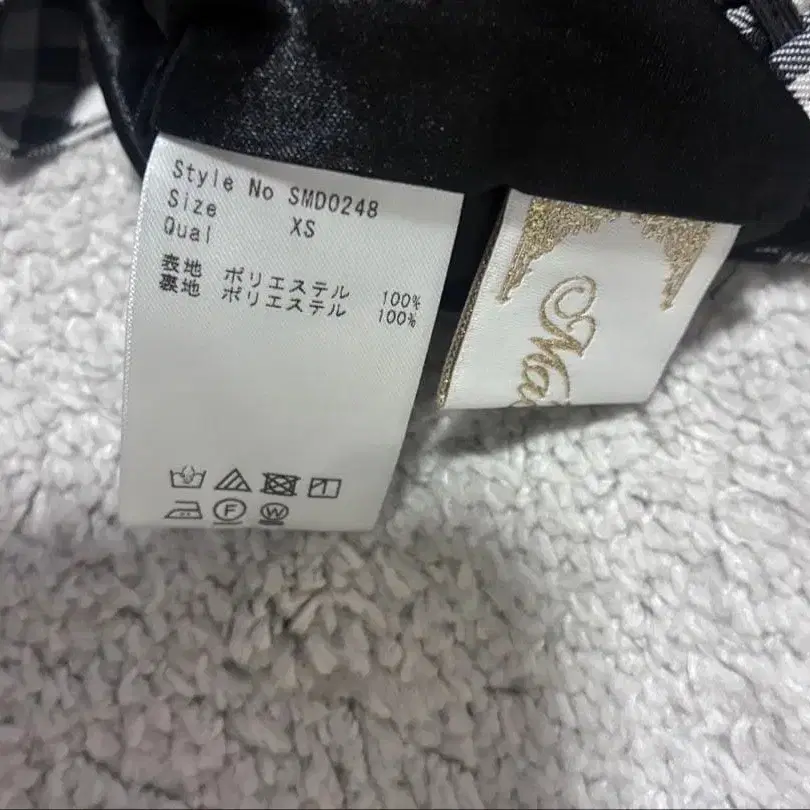 Style No SMD0248
Size XS
Qual
表地 ポリエステル 100%
裏地 ポリエステル 100%
F
W